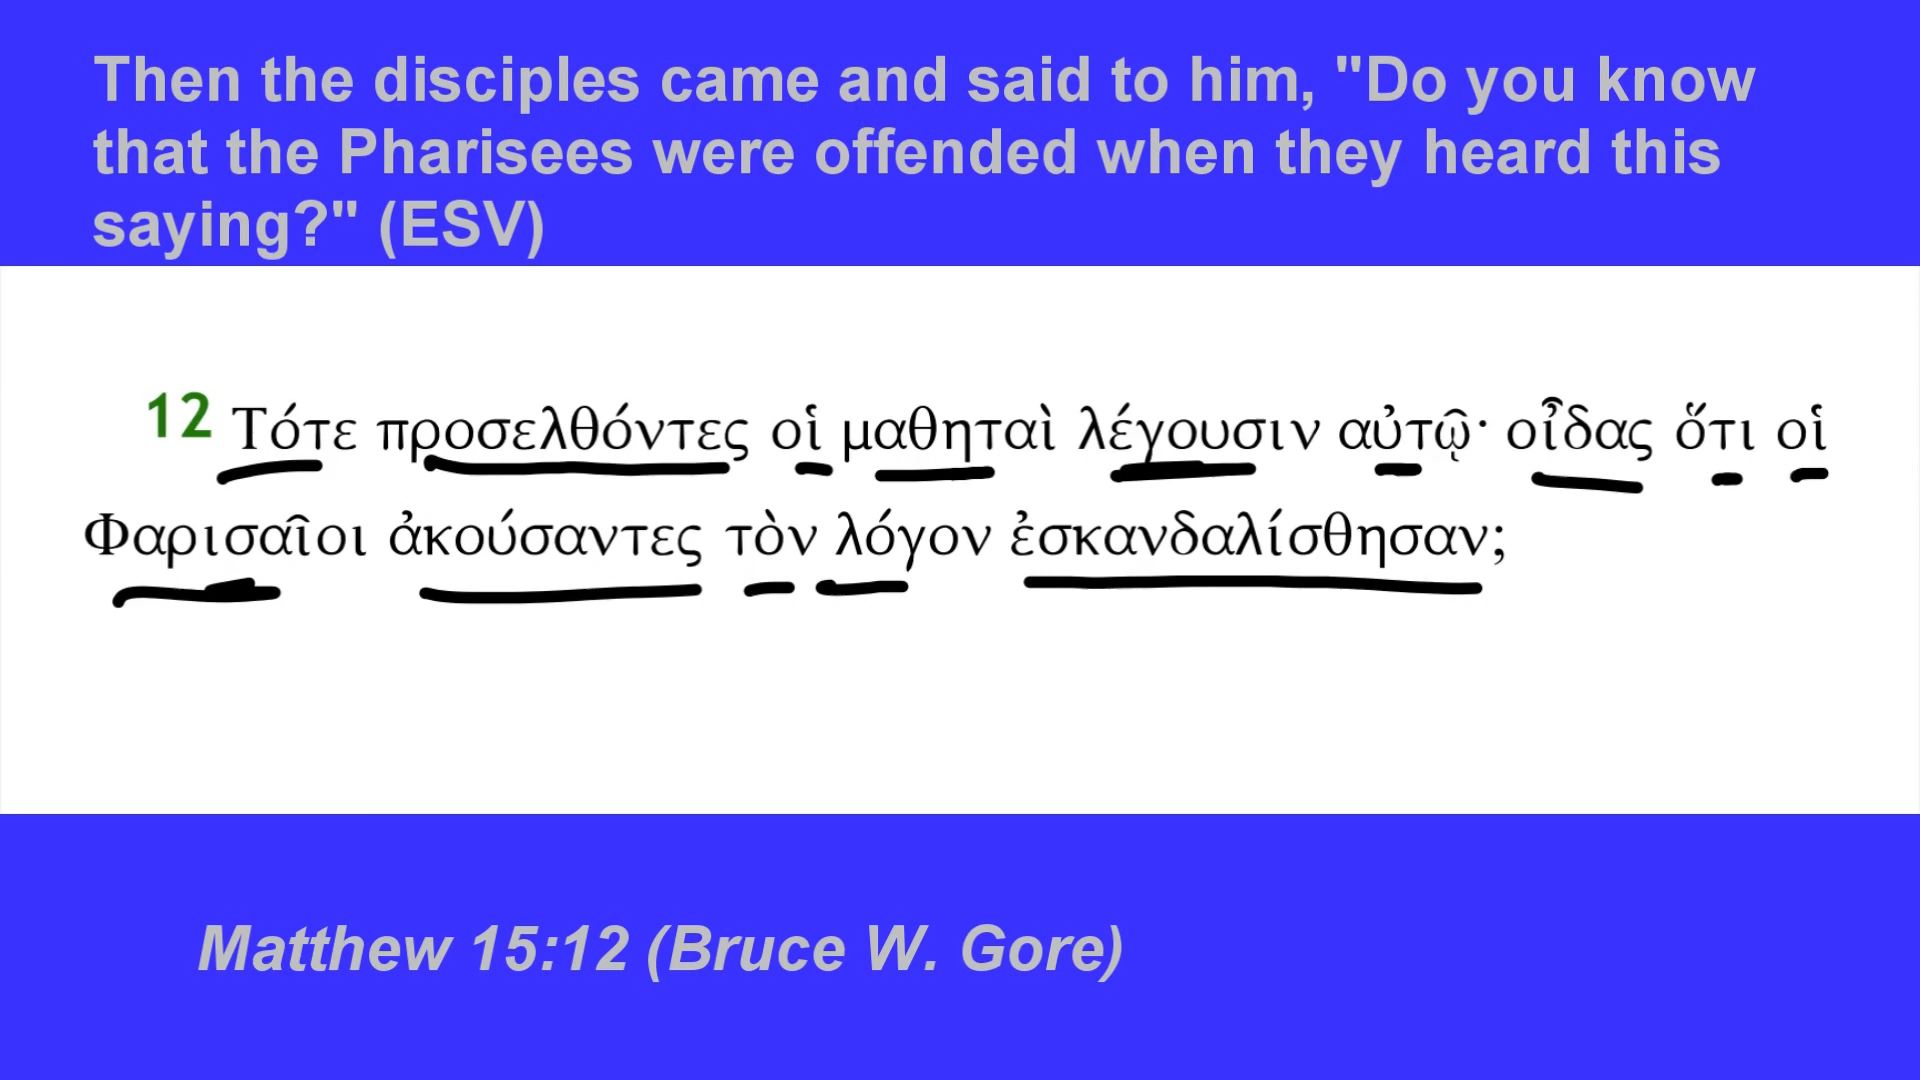 Then the disciples came and said to him, "Do you know
that the Pharisees were offended when they heard this
saying?" (ESV)
12 Τότε προσελθόντες οἱ μαθηταὶ λέγουσιν αὐτῷ· οἶδας ὅτι οἱ
Φαρισαῖοι ἀκούσαντες τὸν λόγον ἐσκανδαλίσθησαν;
Matthew 15:12 (Bruce W. Gore)